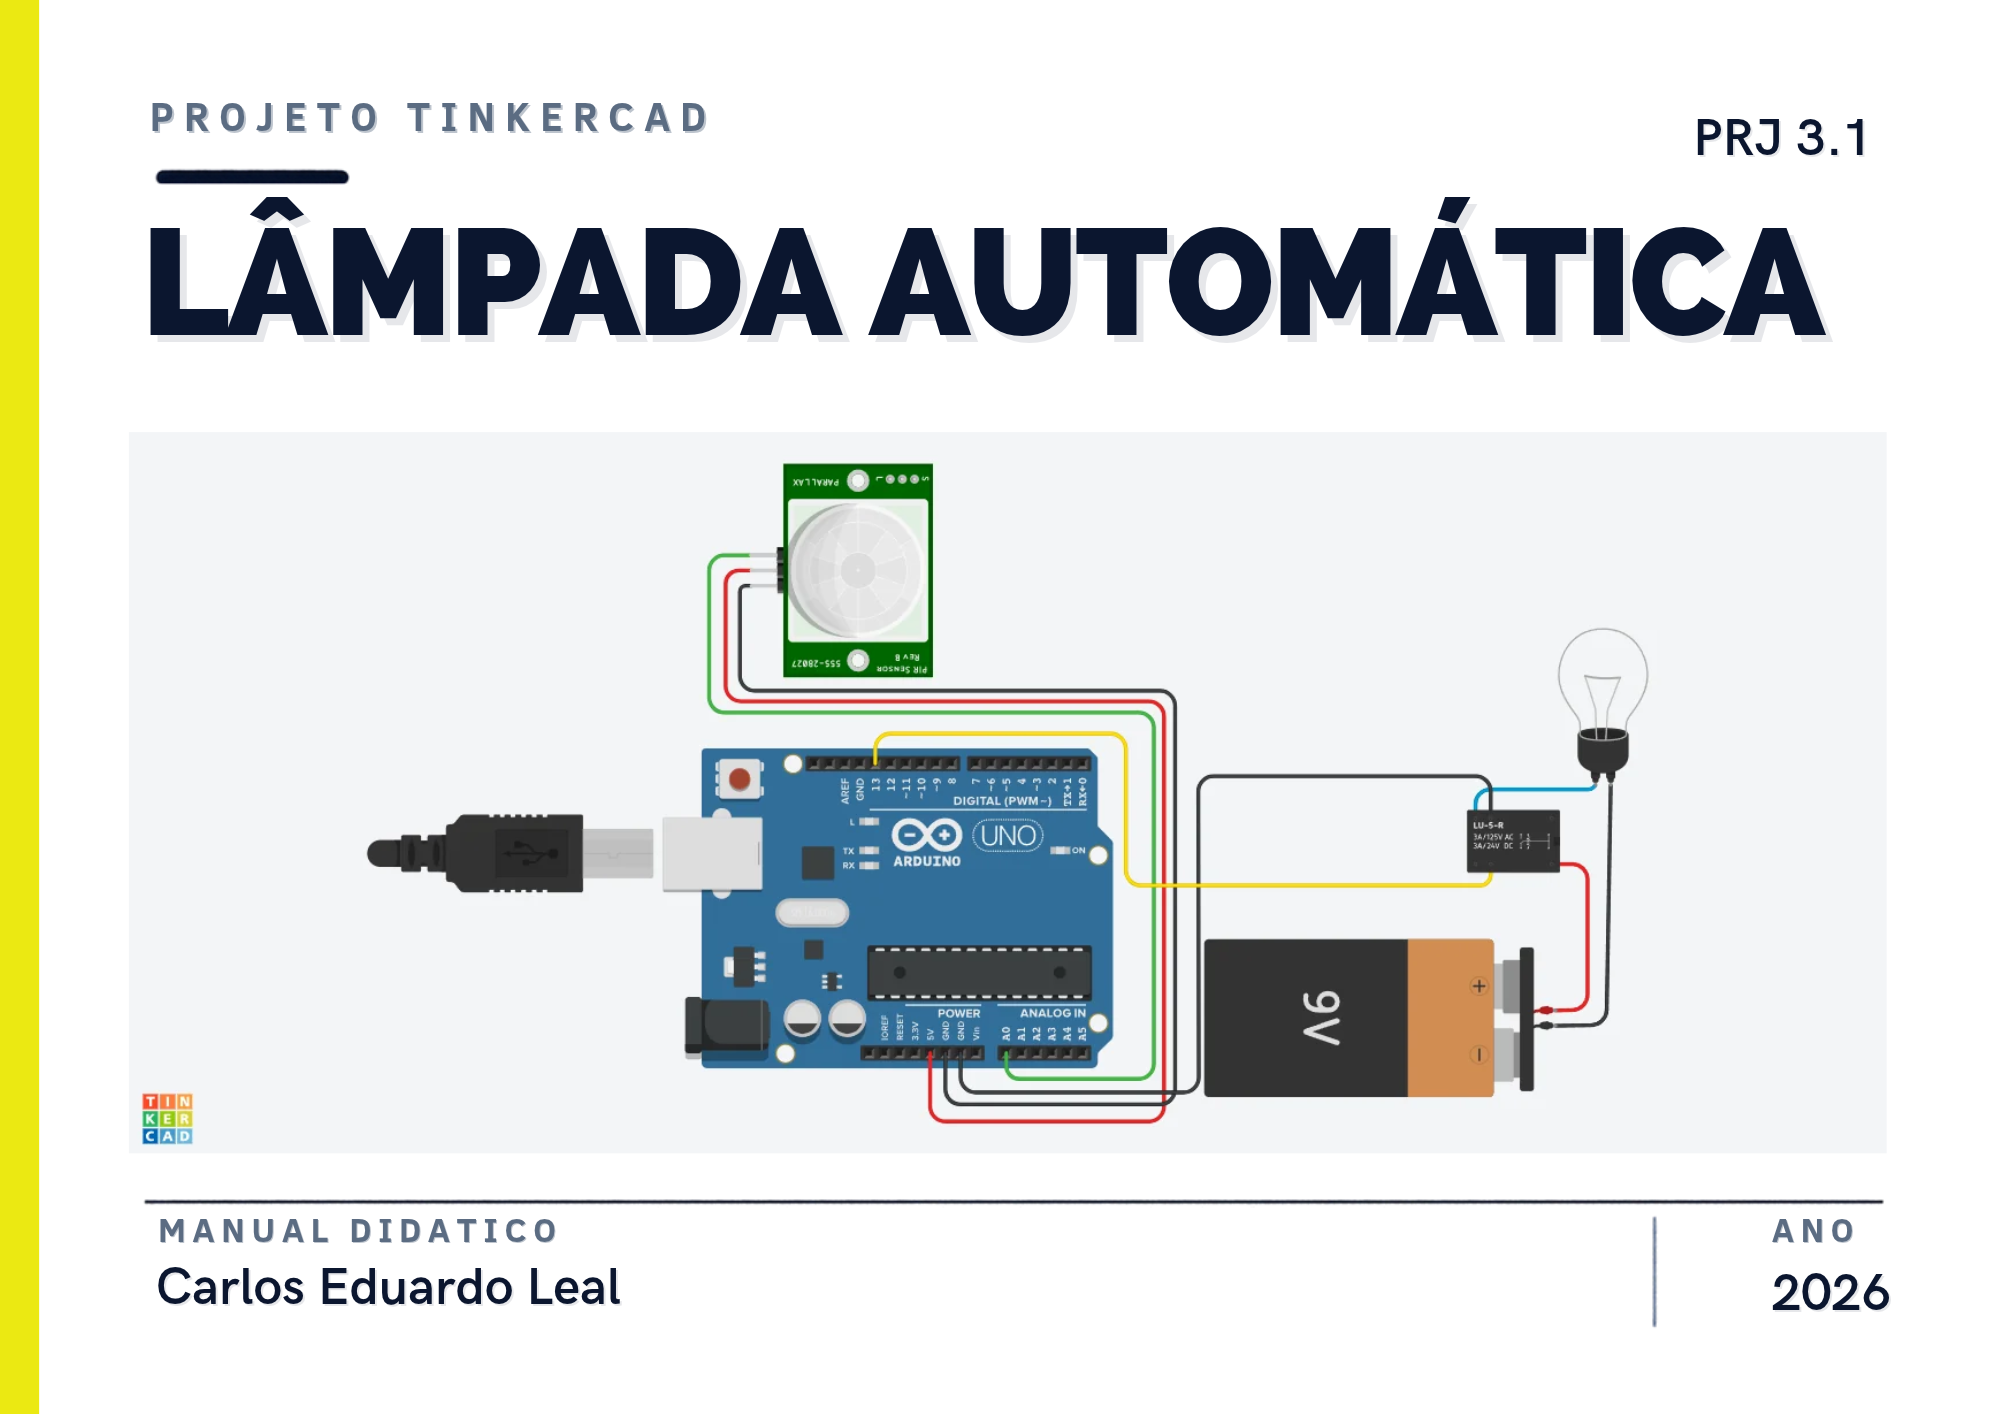 PROJETO TINKERCAD
PRJ 3.1
LÂMPADA AUTOMÁTICA
PARALLAX
L
S
555-28027
PIR SENSOR
REV B
AREF
GND
13
12
~11
~10
~9
8
7
~6
~5
4
~3
2
TX→1
RX←0
DIGITAL (PWM~)
L
TX
RX
ARDUINO
UNO
ON
LU-5-R
3A/125V AC
3A/24V DC
POWER
ANALOG IN
IOREF
RESET
3.3V
5V
GND
GND
Vin
A0
A1
A2
A3
A4
A5
9V
+
−
TIN
KER
CAD
MANUAL DIDATICO
Carlos Eduardo Leal
ANO
2026